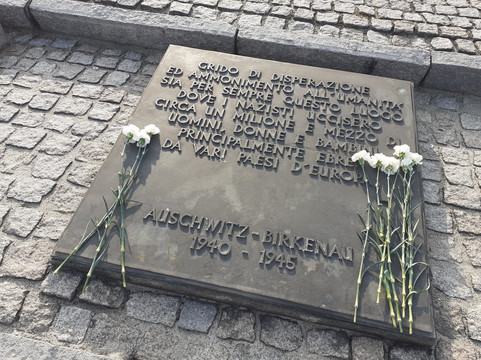 GRIDO DI DISPERAZIONE
ED AMMONIMENTO ALL'UMANITA'
SIA PER SEMPRE QUESTO LUOGO
DOVE I NAZISTI UCCISERO
CIRCA UN MILIONE E MEZZO DI
UOMINI, DONNE E BAMBINI,
PRINCIPALMENTE EBREI,
DA VARI PAESI D'EUROPA
AUSCHWITZ - BIRKENAU
1940 - 1945